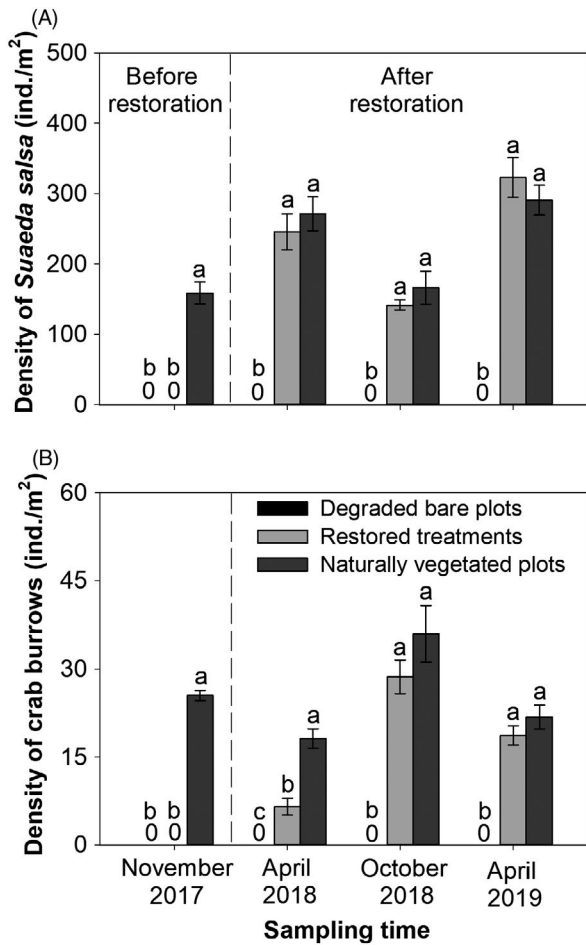 (A)
Density of Suaeda salsa (ind./m²)
500
400
300
200
100
0
Before
restoration
After
restoration
b
0
b
0
a
b
0
a
a
b
0
a
a
b
0
a
a
(B)
Density of crab burrows (ind./m²)
60
45
30
15
0
Degraded bare plots
Restored treatments
Naturally vegetated plots
b
0
b
0
a
c
0
b
a
b
0
a
a
b
0
a
a
November
2017
April
2018
October
2018
April
2019
Sampling time